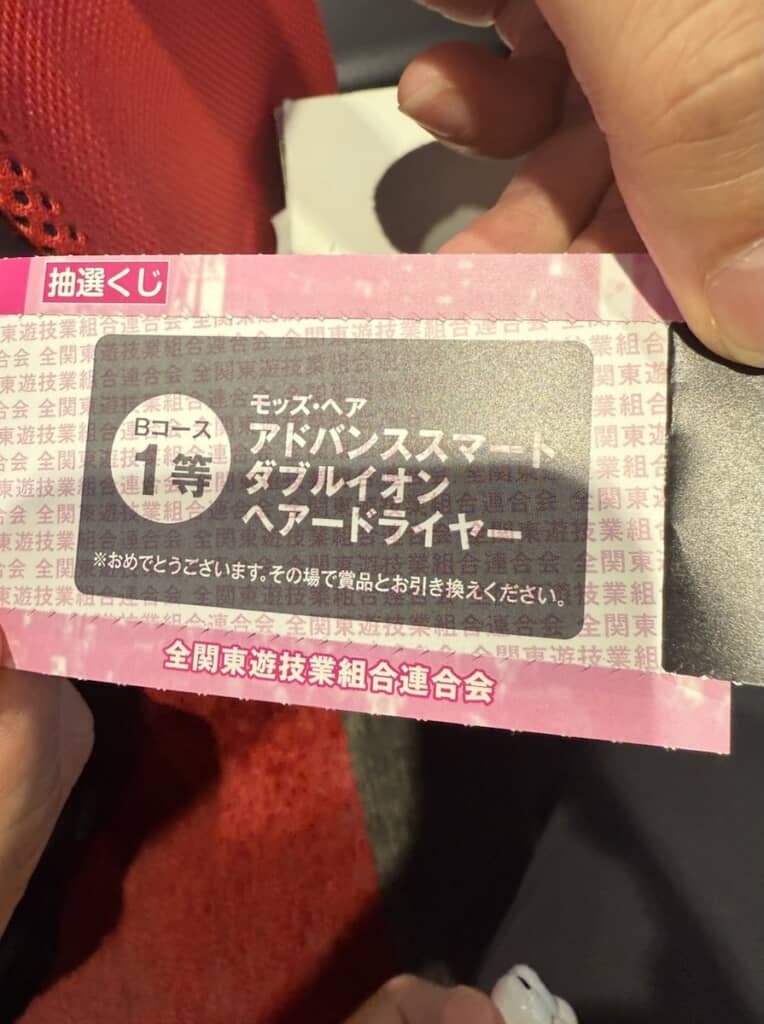 抽選くじ
Bコース
1等
モッズ・ヘア
アドバンススマート
ダブルイオン
ヘアードライヤー
※おめでとうございます。その場で賞品とお引き換えください。
全関東遊技業組合連合会